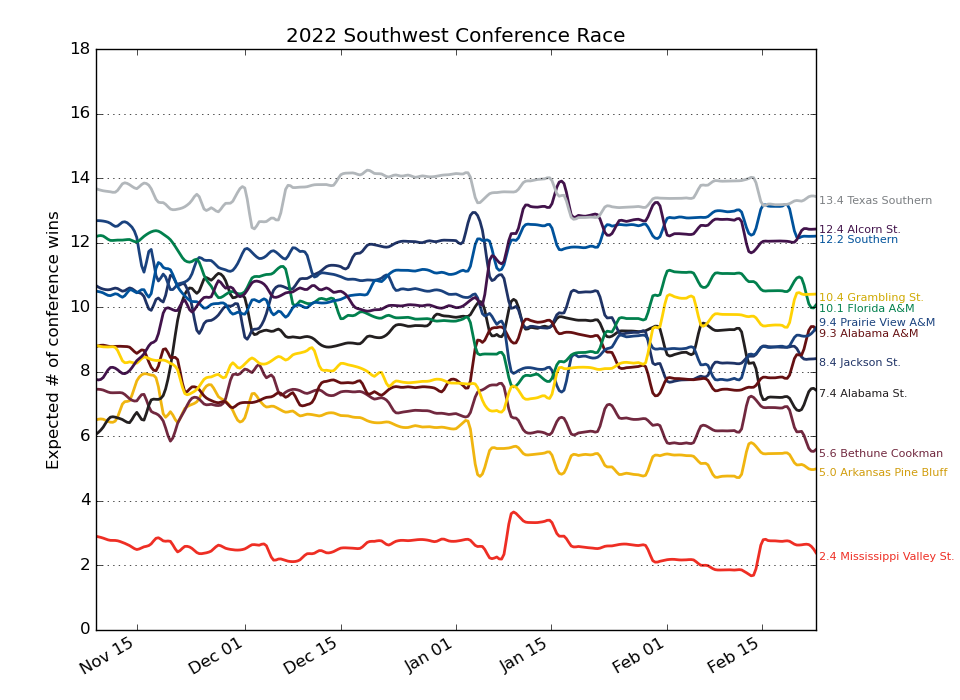 2022 Southwest Conference Race
Expected # of conference wins
18
16
14
12
10
8
6
4
2
0
13.4 Texas Southern
12.4 Alcorn St.
12.2 Southern
10.4 Grambling St.
10.1 Florida A&M
9.4 Prairie View A&M
9.3 Alabama A&M
8.4 Jackson St.
7.4 Alabama St.
5.6 Bethune Cookman
5.0 Arkansas Pine Bluff
2.4 Mississippi Valley St.
Nov 15
Dec 01
Dec 15
Jan 01
Jan 15
Feb 01
Feb 15